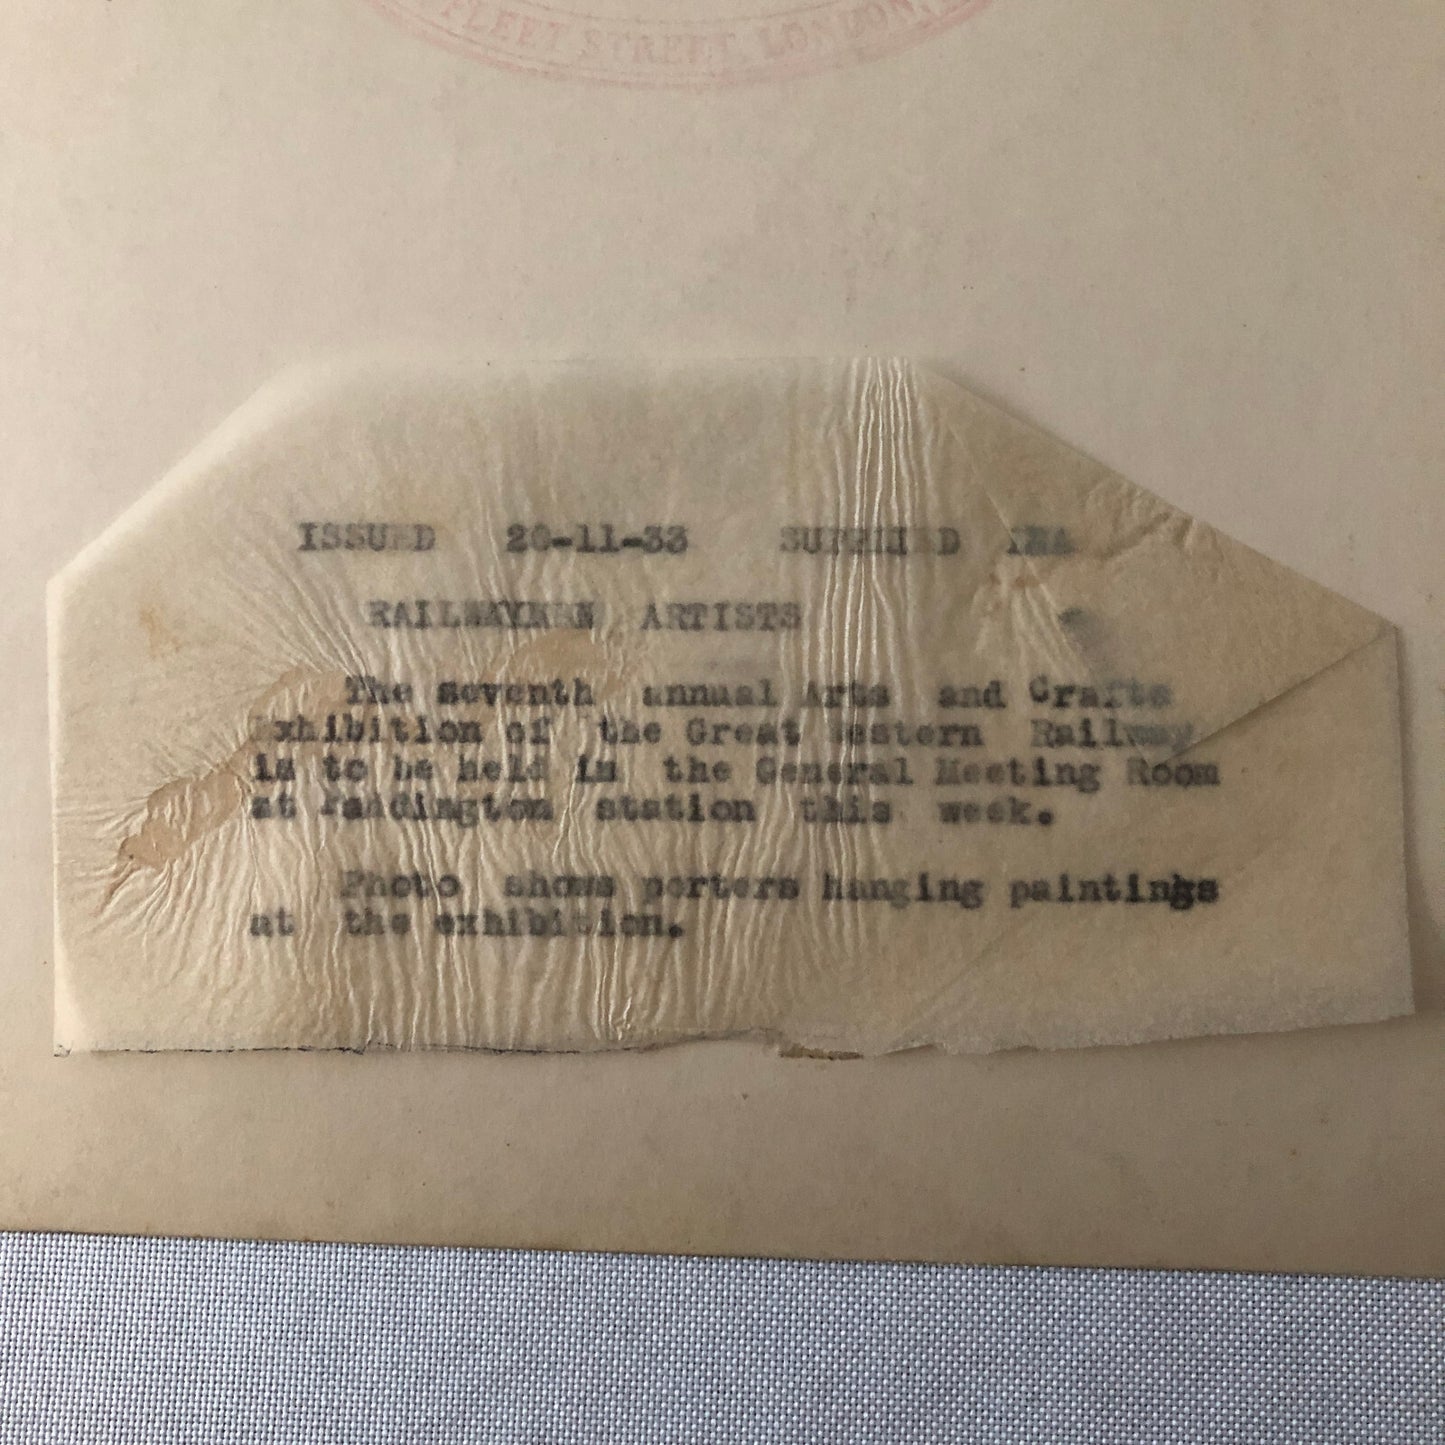 FLEET STREET, LONDON,
ISSUED 20-11-33 SUPPLIED
RAILWAYMEN ARTISTS
The seventh annual Arts and Crafts
Exhibition of the Great Western Railway
is to be held in the General Meeting Room
at Paddington station this week.
Photo shows porters hanging paintings
at the exhibition.